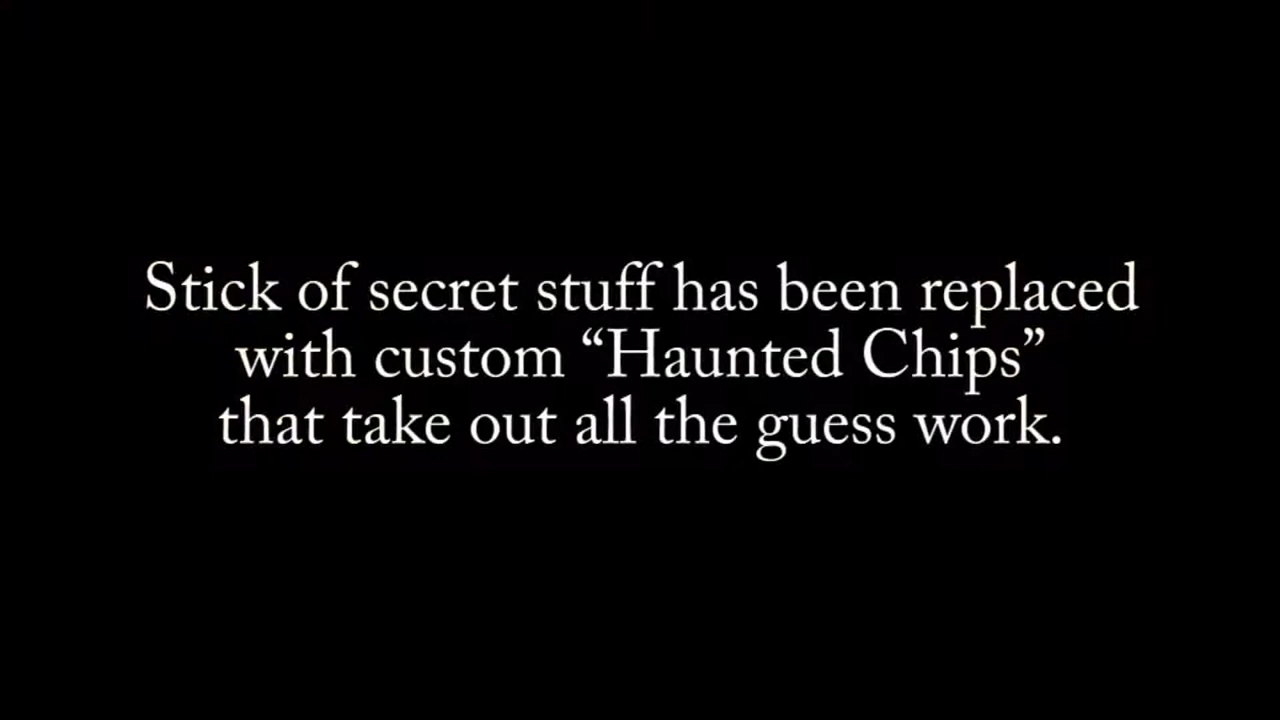 Stick of secret stuff has been replaced
with custom “Haunted Chips”
that take out all the guess work.